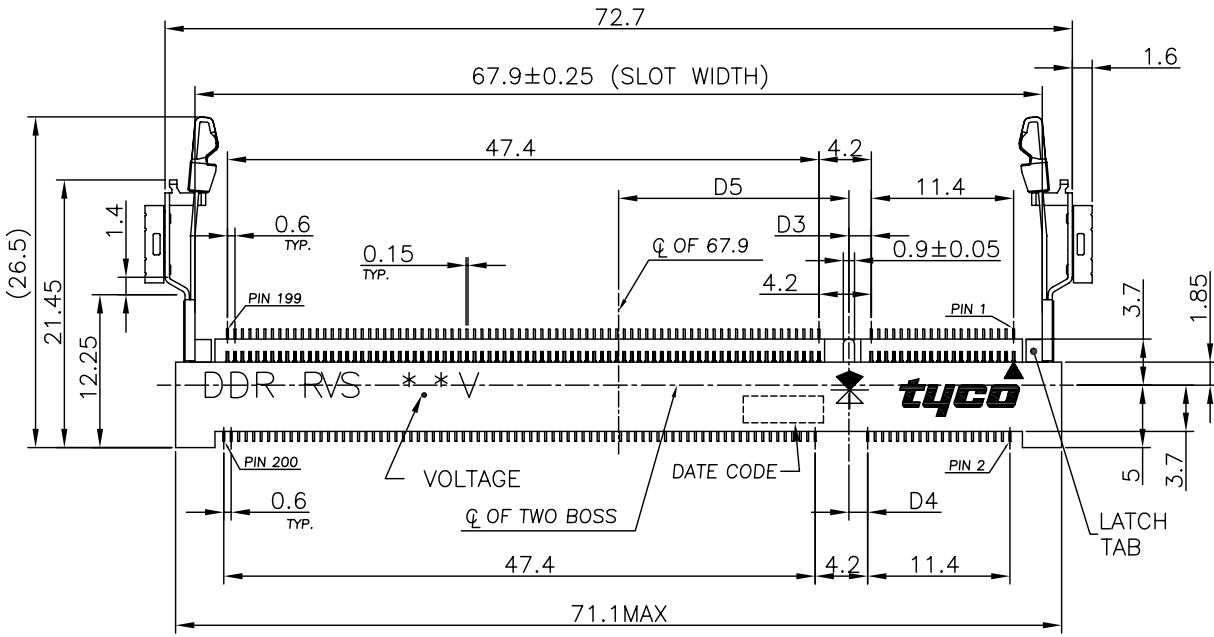 72.7
67.9±0.25 (SLOT WIDTH)
1.6
47.4
4.2
D5
11.4
1.4
0.6
TYP.
0.15
TYP.
℄ OF 67.9
D3
0.9±0.05
(26.5)
21.45
12.25
4.2
PIN 199
PIN 1
3.7
1.85
DDR RVS **V
tyco
PIN 200
VOLTAGE
DATE CODE
PIN 2
5
3.7
0.6
TYP.
℄ OF TWO BOSS
D4
LATCH
TAB
47.4
4.2
11.4
71.1MAX